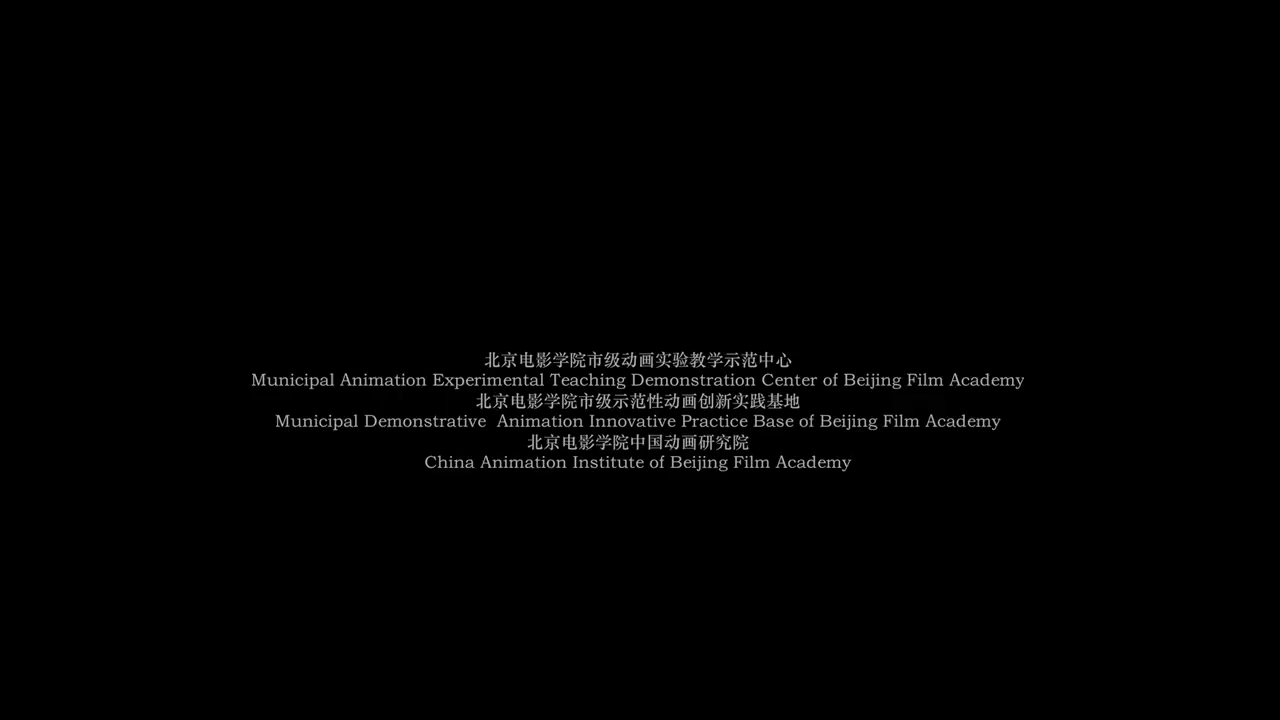 北京电影学院市级动画实验教学示范中心
Municipal Animation Experimental Teaching Demonstration Center of Beijing Film Academy
北京电影学院市级示范性动画创新实践基地
Municipal Demonstrative  Animation Innovative Practice Base of Beijing Film Academy
北京电影学院中国动画研究院
China Animation Institute of Beijing Film Academy